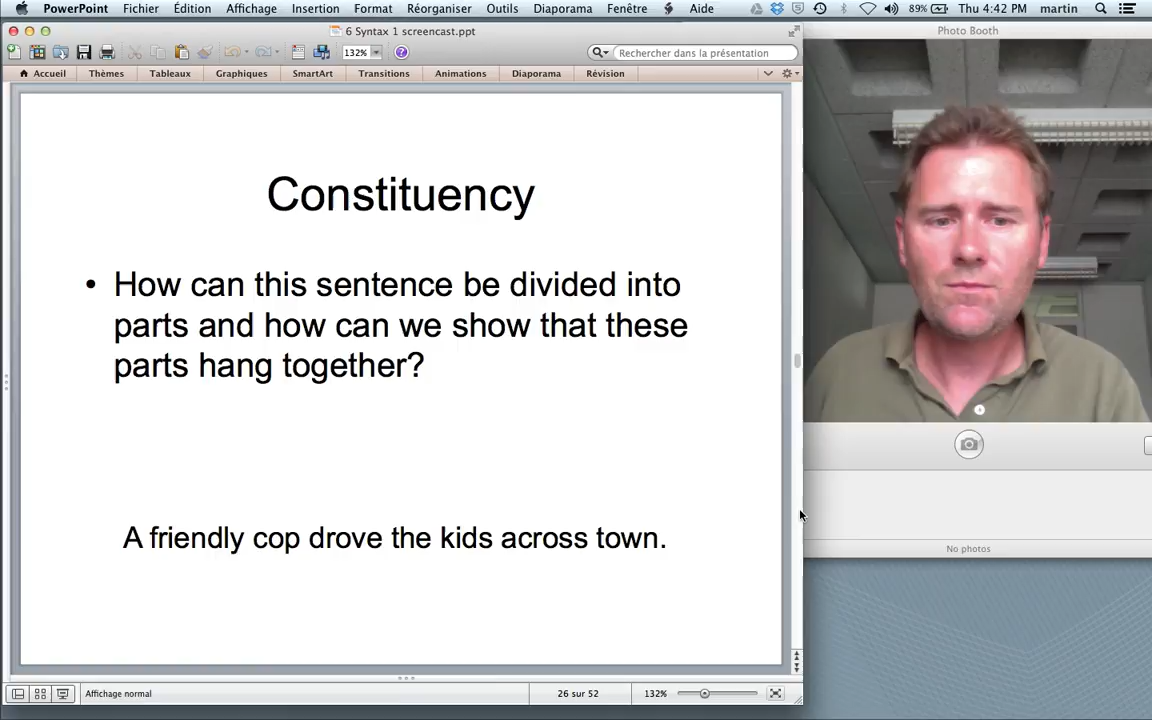 PowerPoint Fichier Édition Affichage Insertion Format Réorganiser Outils Diaporama Fenêtre Aide 89% Thu 4:42 PM martin
6 Syntax 1 screencast.ppt
Photo Booth
132% Rechercher dans la présentation
Accueil Thèmes Tableaux Graphiques SmartArt Transitions Animations Diaporama Révision
Constituency
• How can this sentence be divided into
parts and how can we show that these
parts hang together?
A friendly cop drove the kids across town.
No photos
Affichage normal 26 sur 52 132%